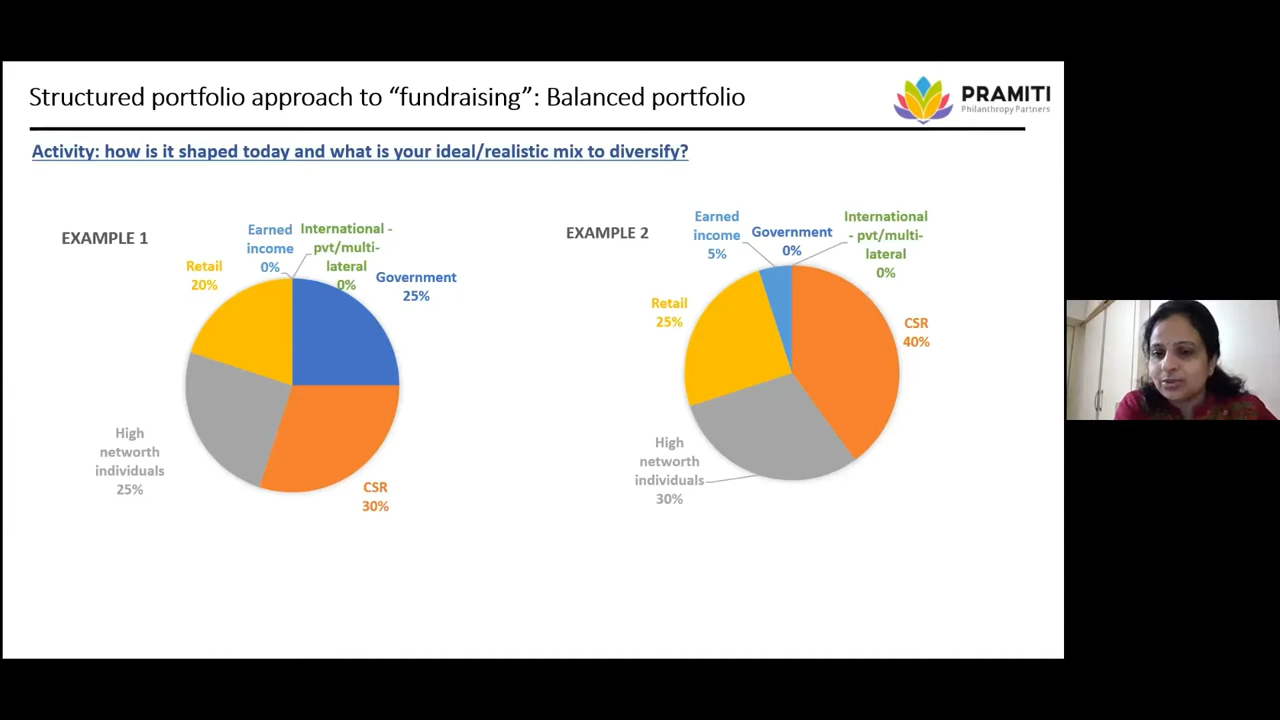 Structured portfolio approach to “fundraising”: Balanced portfolio
PRAMITI
Philanthropy Partners
Activity: how is it shaped today and what is your ideal/realistic mix to diversify?
EXAMPLE 1
Earned
income
0%
International -
pvt/multi-
lateral
0%
Government
25%
Retail
20%
High
networth
individuals
25%
CSR
30%
EXAMPLE 2
Earned
income
5%
Government
0%
International
- pvt/multi-
lateral
0%
Retail
25%
CSR
40%
High
networth
individuals
30%